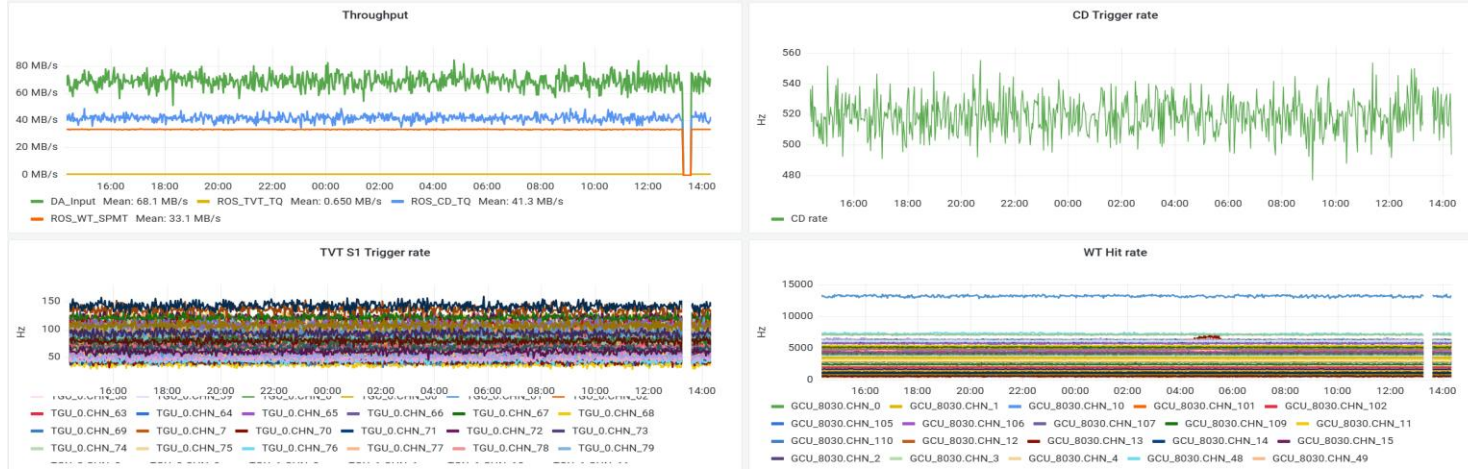 Throughput
80 MB/s
60 MB/s
40 MB/s
20 MB/s
0 MB/s
16:00 18:00 20:00 22:00 00:00 02:00 04:00 06:00 08:00 10:00 12:00 14:00
DA_Input Mean: 68.1 MB/s ROS_TVT_TQ Mean: 0.650 MB/s ROS_CD_TQ Mean: 41.3 MB/s
ROS_WT_SPMT Mean: 33.1 MB/s
CD Trigger rate
560
540
520
500
480
Hz
16:00 18:00 20:00 22:00 00:00 02:00 04:00 06:00 08:00 10:00 12:00 14:00
CD rate
TVT S1 Trigger rate
150
100
50
Hz
16:00 18:00 20:00 22:00 00:00 02:00 04:00 06:00 08:00 10:00 12:00 14:00
TGU_0.CHN_63 TGU_0.CHN_64 TGU_0.CHN_65 TGU_0.CHN_66 TGU_0.CHN_67 TGU_0.CHN_68
TGU_0.CHN_69 TGU_0.CHN_7 TGU_0.CHN_70 TGU_0.CHN_71 TGU_0.CHN_72 TGU_0.CHN_73
TGU_0.CHN_74 TGU_0.CHN_75 TGU_0.CHN_76 TGU_0.CHN_77 TGU_0.CHN_78 TGU_0.CHN_79
WT Hit rate
15000
10000
5000
0
Hz
16:00 18:00 20:00 22:00 00:00 02:00 04:00 06:00 08:00 10:00 12:00 14:00
GCU_8030.CHN_0 GCU_8030.CHN_1 GCU_8030.CHN_10 GCU_8030.CHN_101 GCU_8030.CHN_102
GCU_8030.CHN_105 GCU_8030.CHN_106 GCU_8030.CHN_107 GCU_8030.CHN_109 GCU_8030.CHN_11
GCU_8030.CHN_110 GCU_8030.CHN_12 GCU_8030.CHN_13 GCU_8030.CHN_14 GCU_8030.CHN_15
GCU_8030.CHN_2 GCU_8030.CHN_3 GCU_8030.CHN_4 GCU_8030.CHN_48 GCU_8030.CHN_49